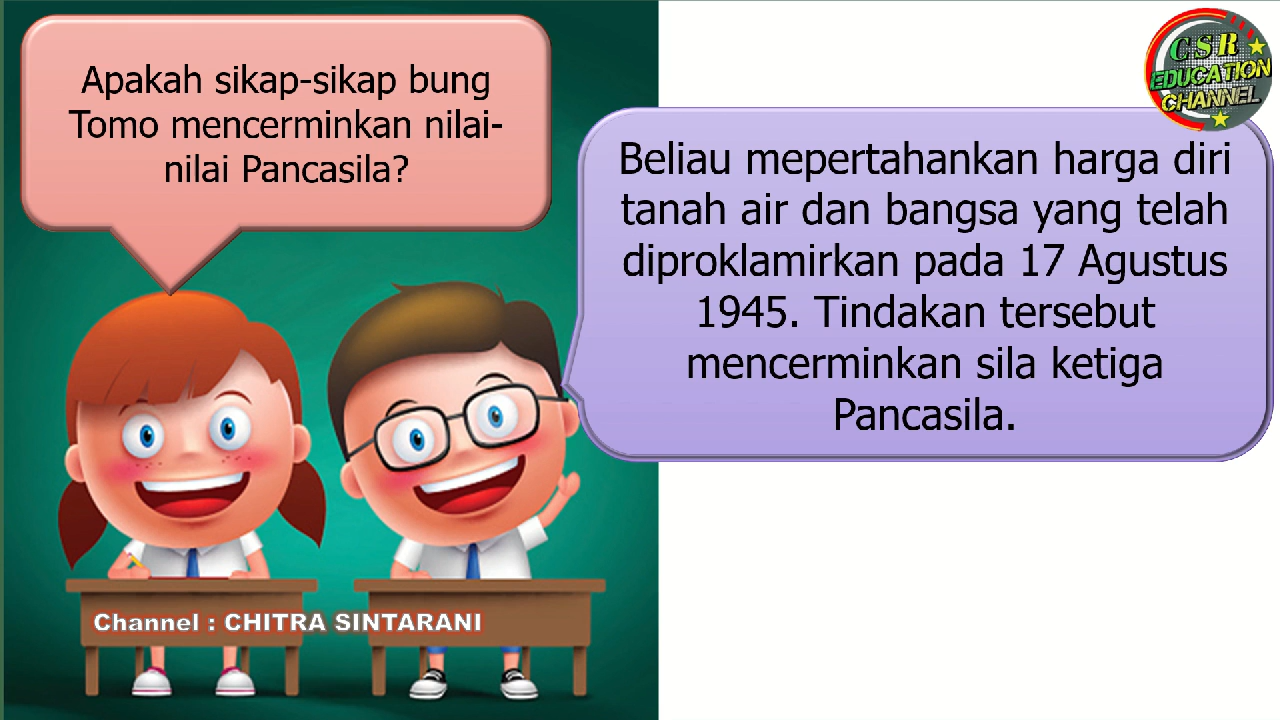 Apakah sikap-sikap bung
Tomo mencerminkan nilai-
nilai Pancasila?
CSR
EDUCATION
CHANNEL
Beliau mepertahankan harga diri
tanah air dan bangsa yang telah
diproklamirkan pada 17 Agustus
1945. Tindakan tersebut
mencerminkan sila ketiga
Pancasila.
Channel : CHITRA SINTARANI